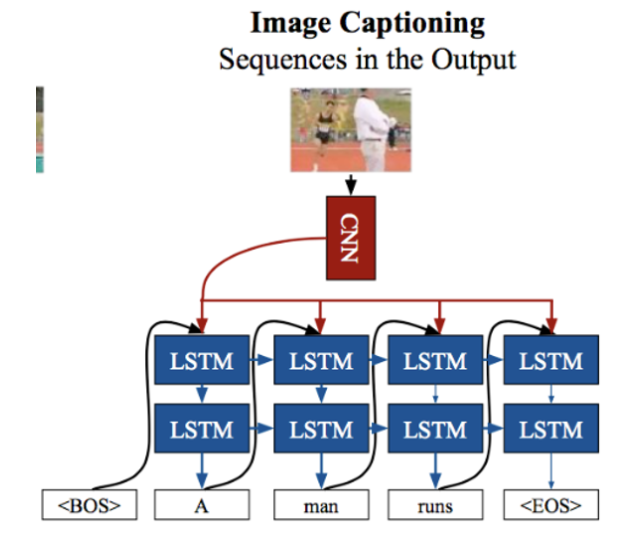 Image Captioning
Sequences in the Output
CNN
LSTM LSTM LSTM LSTM
LSTM LSTM LSTM LSTM
<BOS> A man runs <EOS>